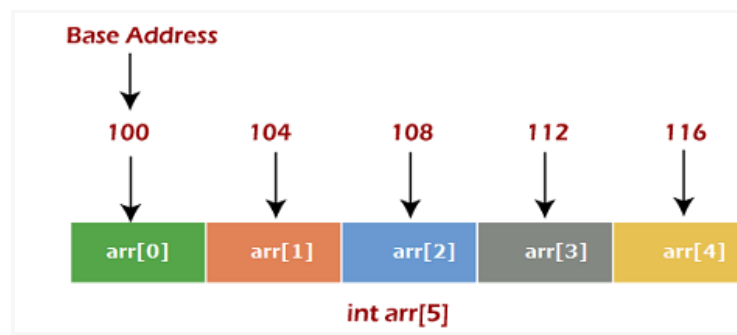 Base Address
100 104 108 112 116
arr[0] arr[1] arr[2] arr[3] arr[4]
int arr[5]